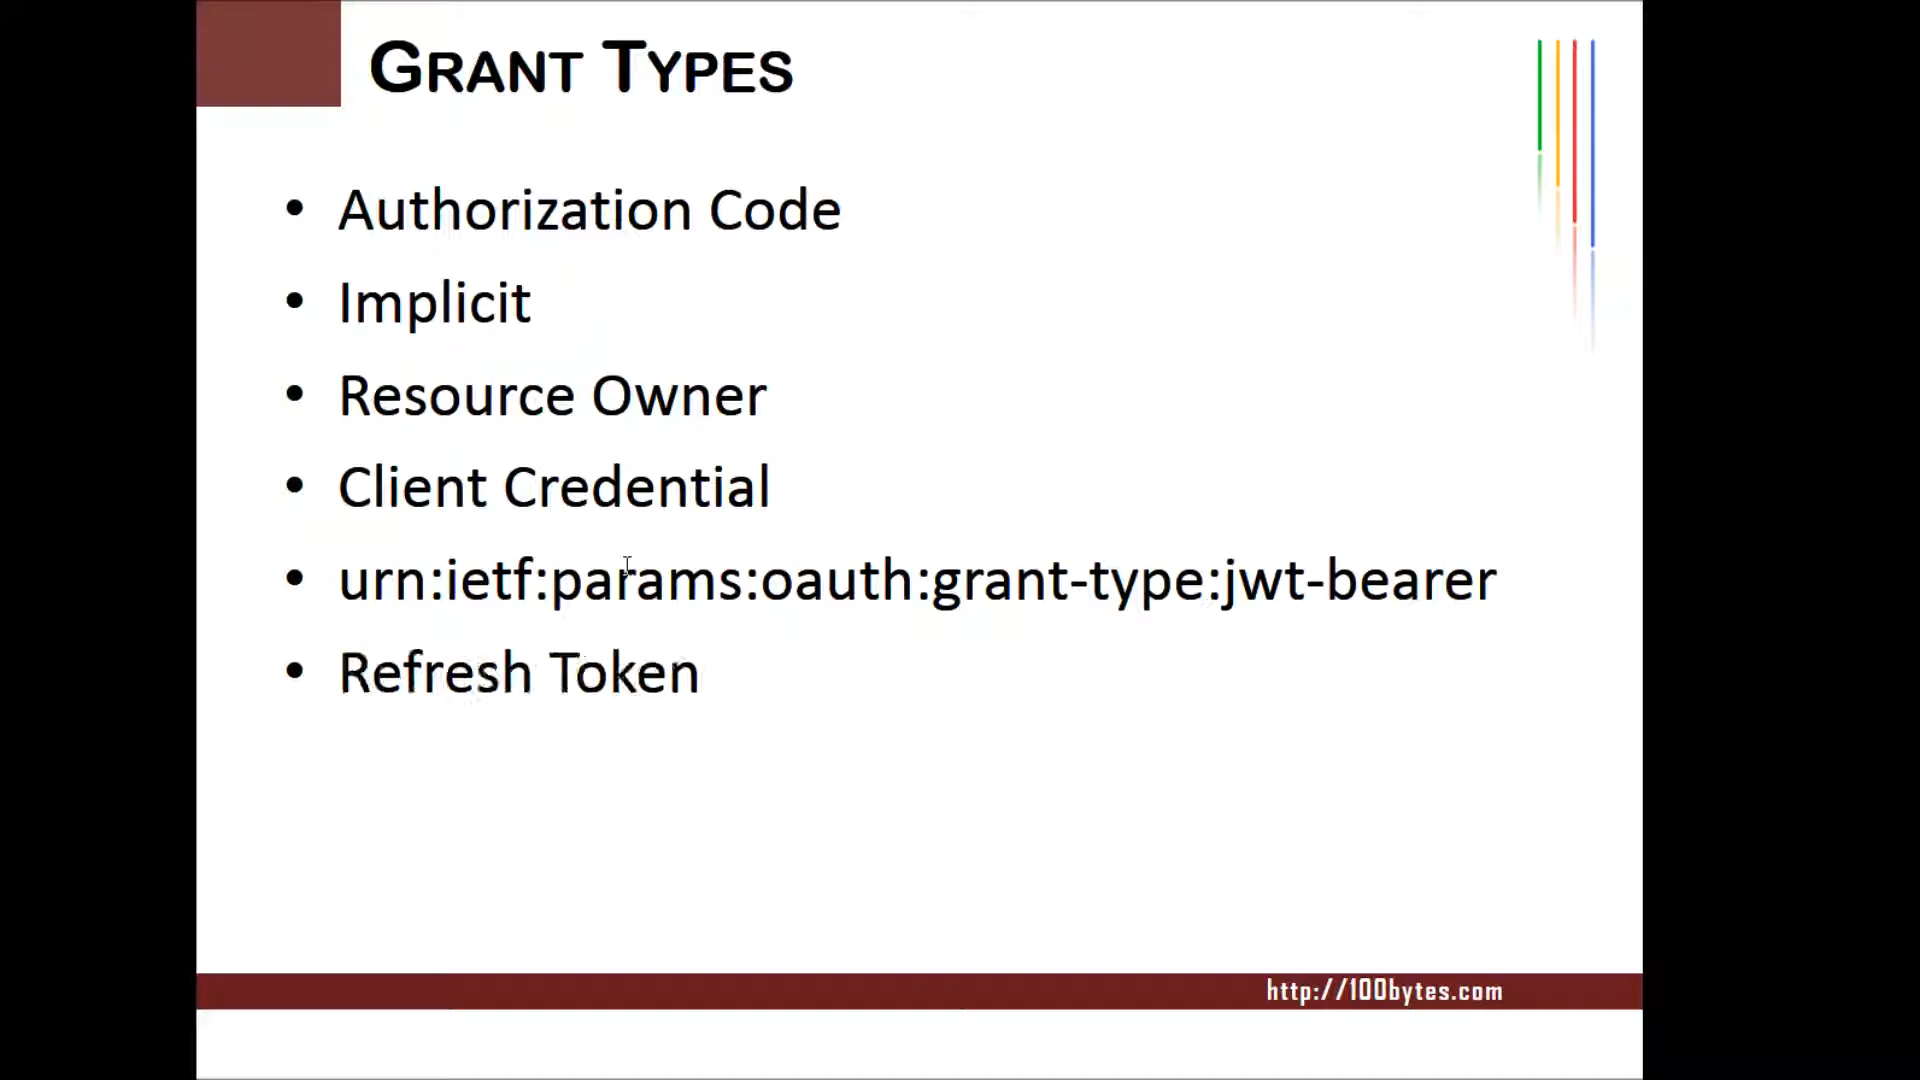 GRANT TYPES
• Authorization Code
• Implicit
• Resource Owner
• Client Credential
• urn:ietf:params:oauth:grant-type:jwt-bearer
• Refresh Token
http://100bytes.com